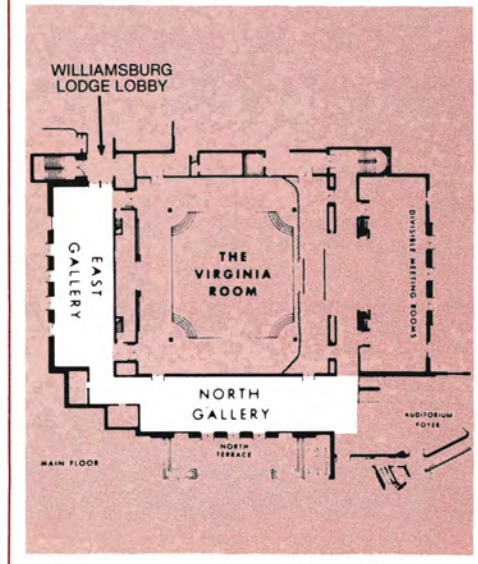 WILLIAMSBURG
LODGE LOBBY
EAST
GALLERY
THE
VIRGINIA
ROOM
DIVISIBLE MEETING ROOMS
NORTH
GALLERY
AUDITORIUM
FOYER
NORTH
TERRACE
MAIN FLOOR